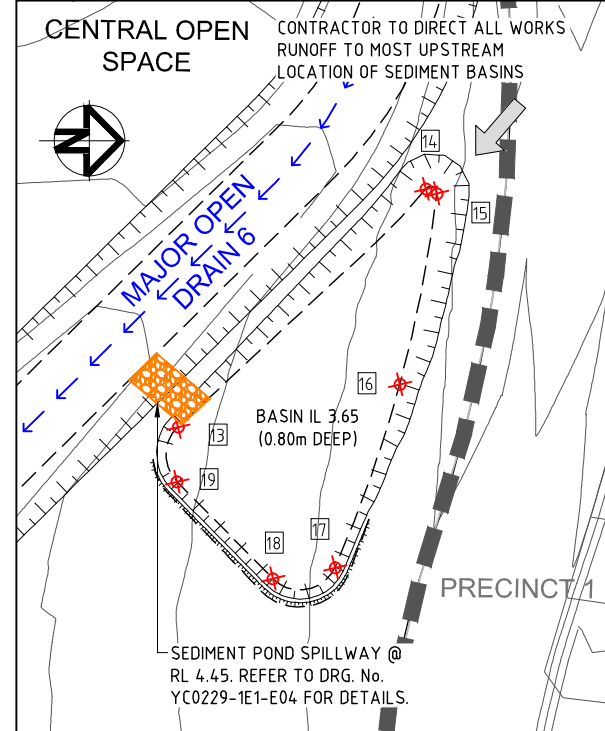 CENTRAL OPEN
SPACE
CONTRACTOR TO DIRECT ALL WORKS
RUNOFF TO MOST UPSTREAM
LOCATION OF SEDIMENT BASINS
N
14
15
MAJOR OPEN
DRAIN 6
16
BASIN IL 3.65
(0.80m DEEP)
13
19
18
17
PRECINCT 1
SEDIMENT POND SPILLWAY @
RL 4.45. REFER TO DRG. No.
YC0229-1E1-E04 FOR DETAILS.